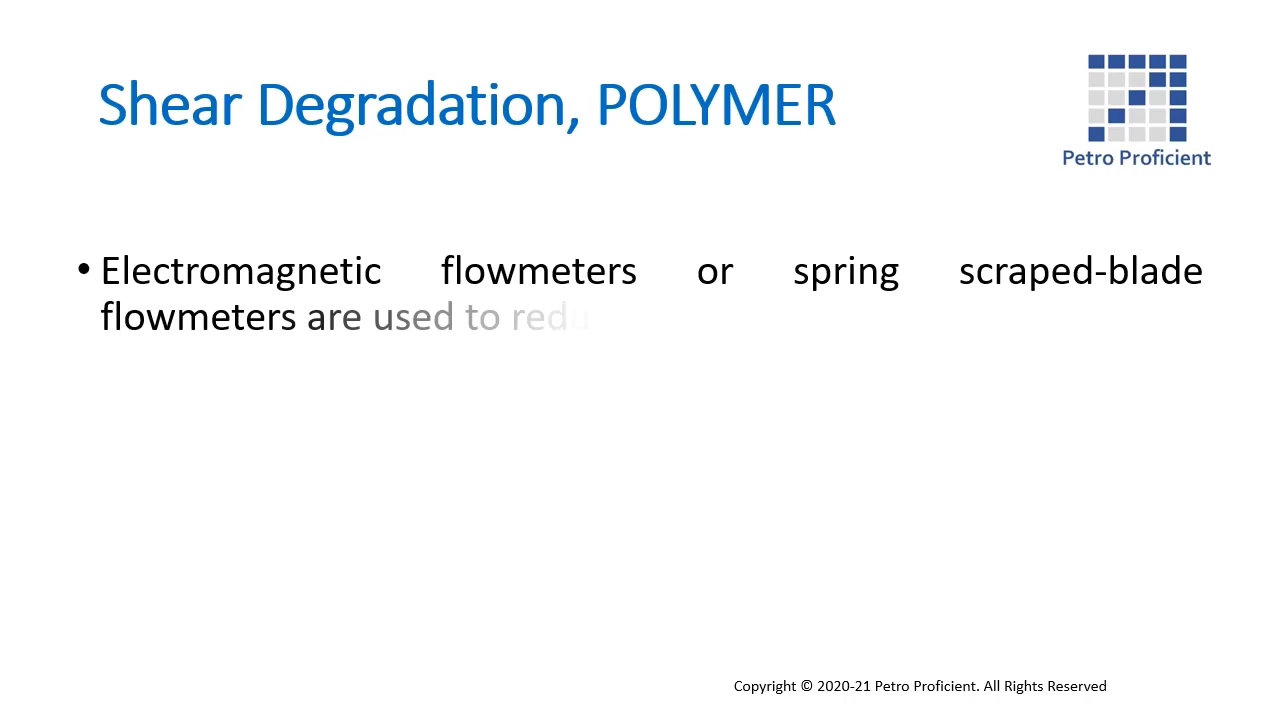 Shear Degradation, POLYMER
Petro Proficient
• Electromagnetic flowmeters or spring scraped-blade
flowmeters are used to
Copyright © 2020-21 Petro Proficient. All Rights Reserved